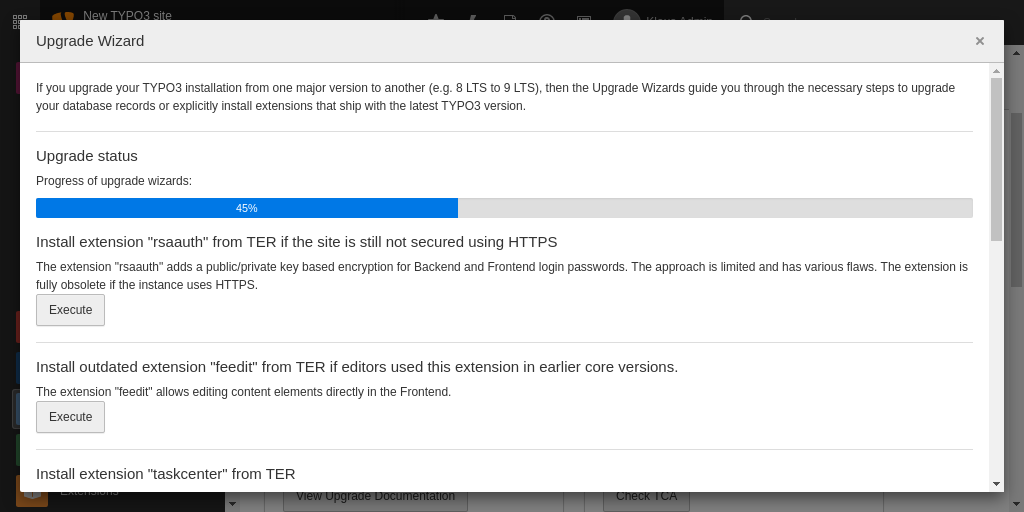 New TYPO3 site
Klaus Admin
Upgrade Wizard
×
If you upgrade your TYPO3 installation from one major version to another (e.g. 8 LTS to 9 LTS), then the Upgrade Wizards guide you through the necessary steps to upgrade
your database records or explicitly install extensions that ship with the latest TYPO3 version.
Upgrade status
Progress of upgrade wizards:
45%
Install extension "rsaauth" from TER if the site is still not secured using HTTPS
The extension "rsaauth" adds a public/private key based encryption for Backend and Frontend login passwords. The approach is limited and has various flaws. The extension is
fully obsolete if the instance uses HTTPS.
Execute
Install outdated extension "feedit" from TER if editors used this extension in earlier core versions.
The extension "feedit" allows editing content elements directly in the Frontend.
Execute
Install extension "taskcenter" from TER
Extensions
View Upgrade Documentation
Check TCA